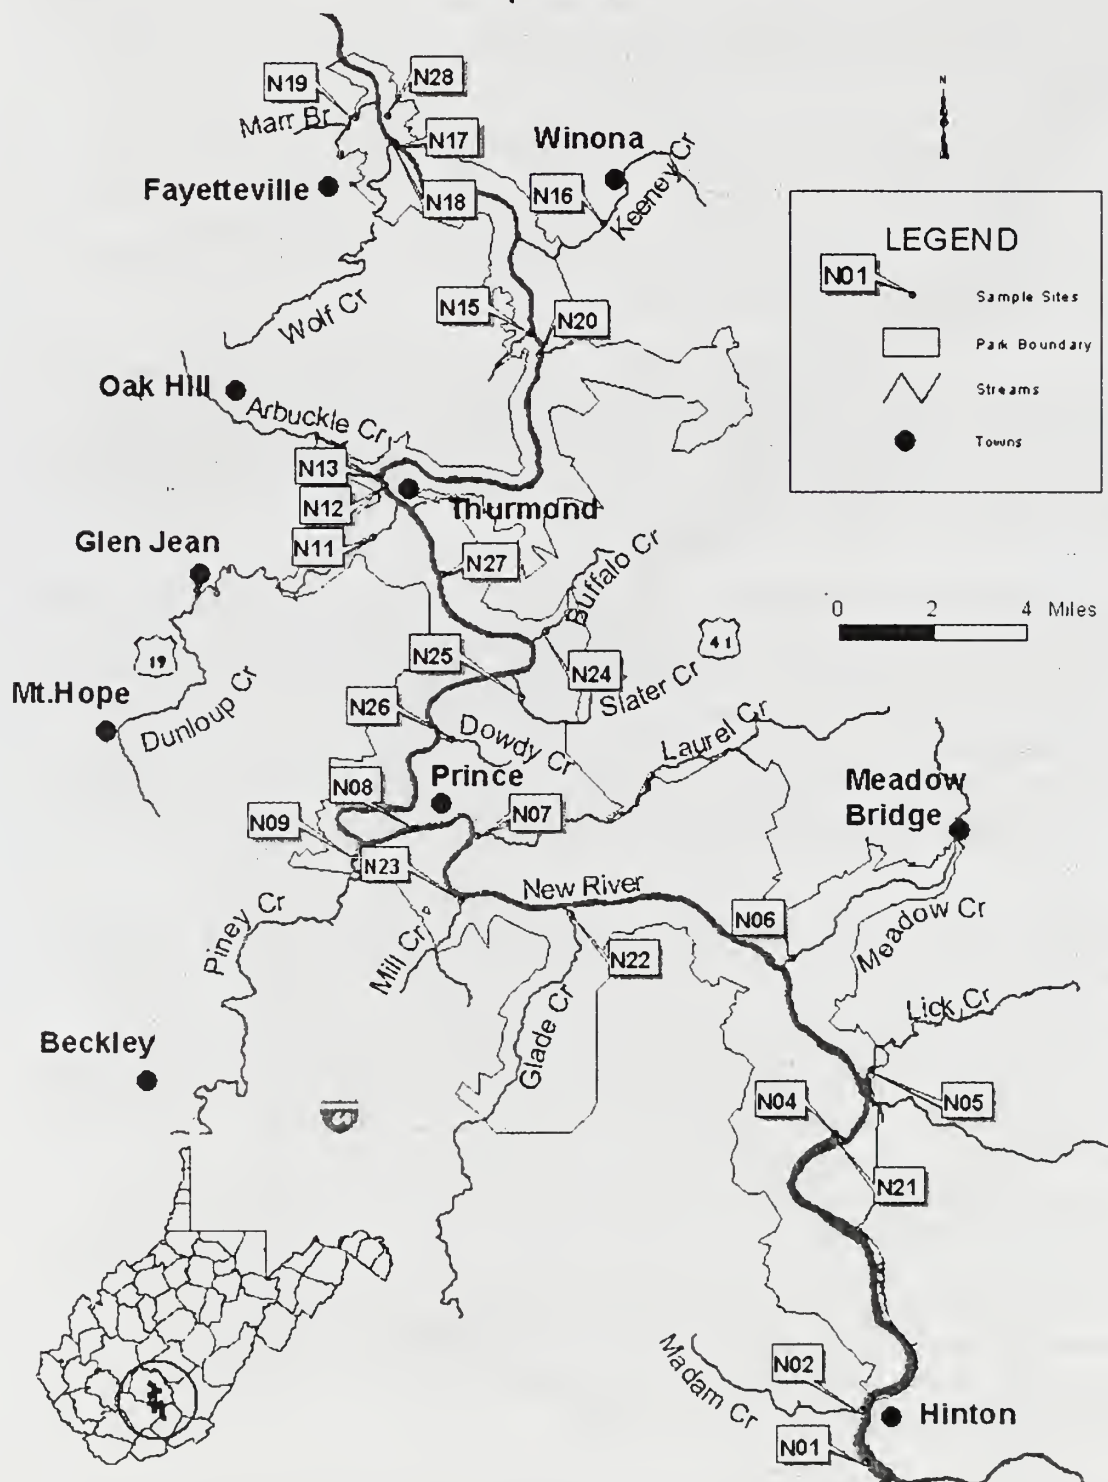 N28
N19
Marr Br
N17
Winona
Fayetteville
N18
N16
Keeney Cr
N
LEGEND
N01
Sample Sites
Park Boundary
Streams
Towns
Wolf Cr
N15
N20
Oak Hill
Arbuckle Cr
N13
N12
Thurmond
N11
Glen Jean
N27
Buffalo Cr
0 2 4 Miles
19
41
N25
N24
Slater Cr
Mt.Hope
Dunloup Cr
N26
Dowdy Cr
Laurel Cr
Prince
Meadow
Bridge
N08
N09
N07
N23
New River
N06
Meadow Cr
Piney Cr
Mill Cr
N22
Glade Cr
Lick Cr
Beckley
N04
N05
N21
Madam Cr
N02
Hinton
N01